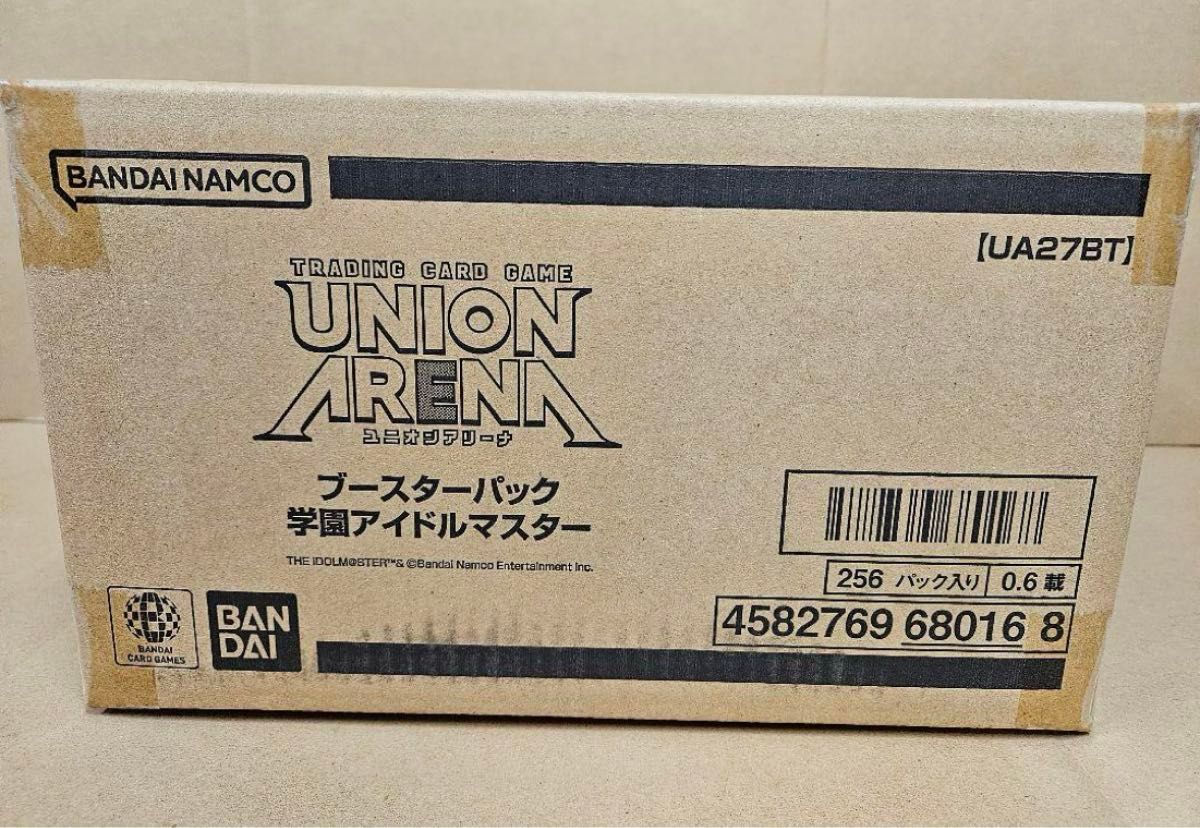 BANDAI NAMCO
【UA27BT】
TRADING CARD GAME
UNION
ARENA
ユニオンアリーナ
ブースターパック
学園アイドルマスター
THE IDOLM@STER™& ©Bandai Namco Entertainment Inc.
256 パック入り 0.6 載
4582769 68016 8
BANDAI
CARD GAMES
BAN
DAI